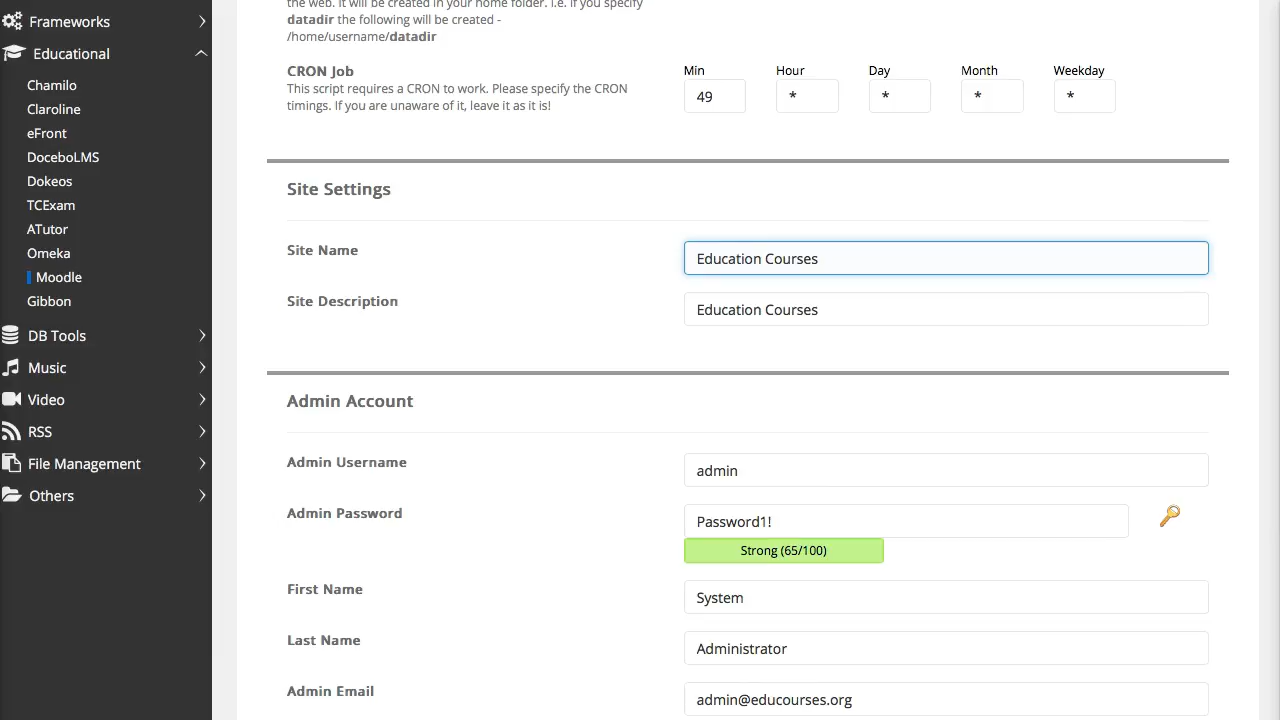 Frameworks
Educational
Chamilo
Claroline
eFront
DoceboLMS
Dokeos
TCExam
ATutor
Omeka
Moodle
Gibbon
DB Tools
Music
Video
RSS
File Management
Others
the web. It will be created in your home folder. i.e. if you specify
datadir the following will be created -
/home/username/datadir
CRON Job
This script requires a CRON to work. Please specify the CRON
timings. If you are unaware of it, leave it as it is!
Min Hour Day Month Weekday
49 * * * *
Site Settings
Site Name Education Courses
Site Description Education Courses
Admin Account
Admin Username admin
Admin Password Password1!
Strong (65/100)
First Name System
Last Name Administrator
Admin Email admin@educourses.org